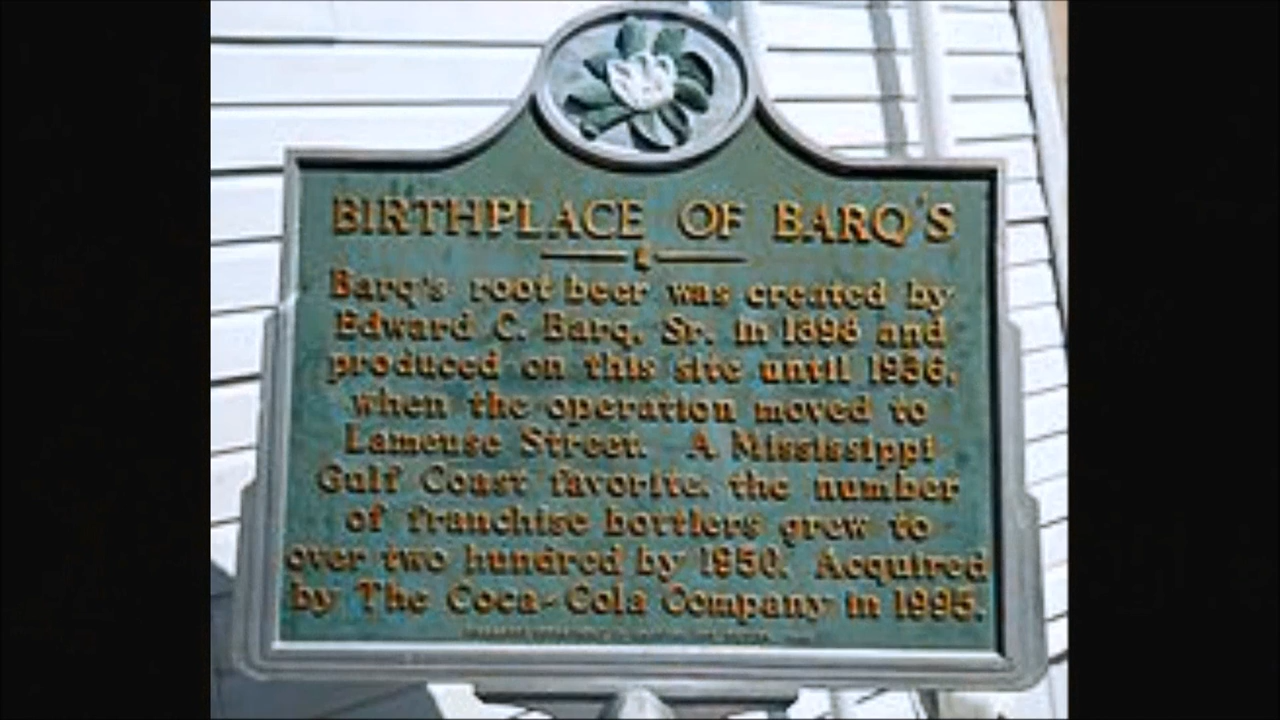 BIRTHPLACE OF BARQ'S
Barq's root beer was created by
Edward C. Barq, Sr. in 1898 and
produced on this site until 1936,
when the operation moved to
Lameuse Street. A Mississippi
Gulf Coast favorite, the number
of franchise bottlers grew to
over two hundred by 1950. Acquired
by The Coca-Cola Company in 1995.